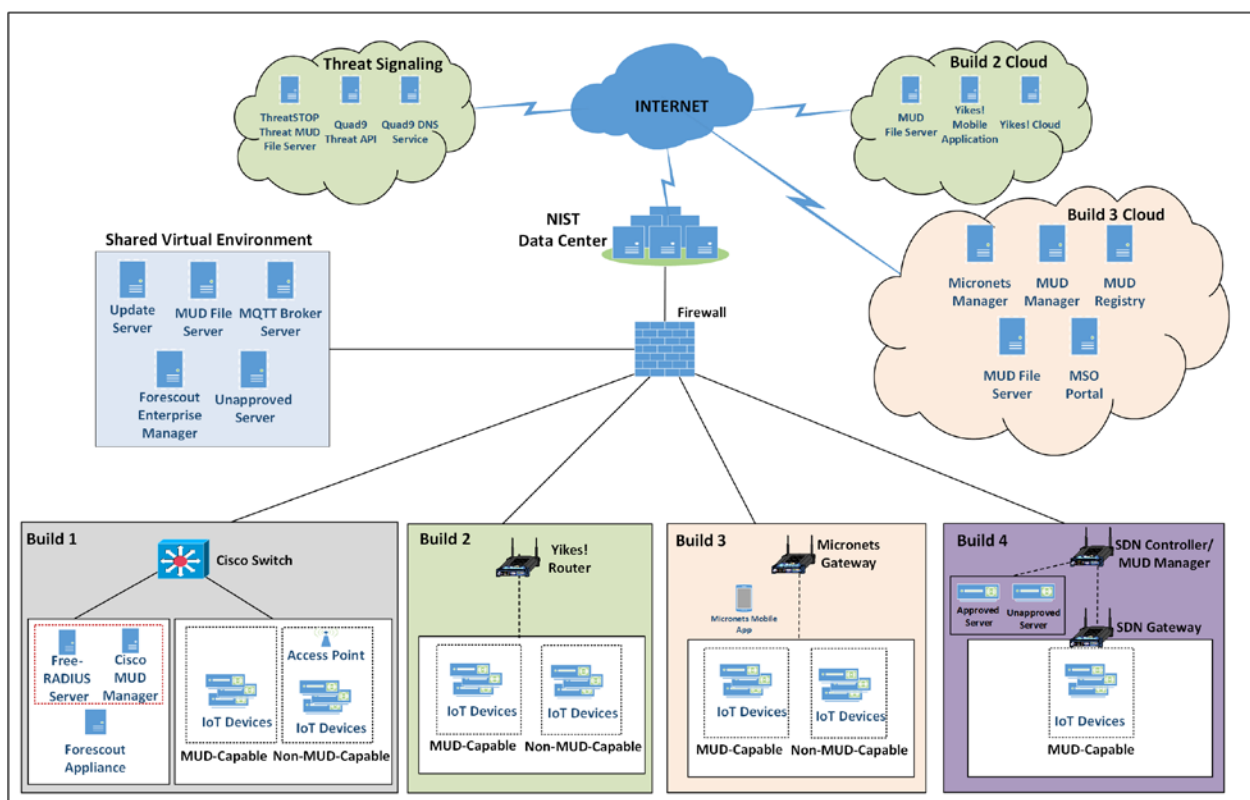 Threat Signaling
ThreatSTOP
Threat MUD
File Server
Quad9
Threat API
Quad9 DNS
Service
INTERNET
Build 2 Cloud
MUD
File Server
Yikes!
Mobile
Application
Yikes! Cloud
NIST
Data Center
Build 3 Cloud
Micronets
Manager
MUD
Manager
MUD
Registry
MUD File
Server
MSO
Portal
Shared Virtual Environment
Update
Server
MUD File
Server
MQTT Broker
Server
Forescout
Enterprise
Manager
Unapproved
Server
Firewall
Build 1
Cisco Switch
Free-
RADIUS
Server
Cisco
MUD
Manager
Forescout
Appliance
IoT Devices
MUD-Capable
Access Point
IoT Devices
Non-MUD-Capable
Build 2
Yikes!
Router
IoT Devices
MUD-Capable
IoT Devices
Non-MUD-Capable
Build 3
Micronets
Gateway
Micronets Mobile
App
IoT Devices
MUD-Capable
IoT Devices
Non-MUD-Capable
Build 4
SDN Controller/
MUD Manager
Approved
Server
Unapproved
Server
SDN Gateway
IoT Devices
MUD-Capable